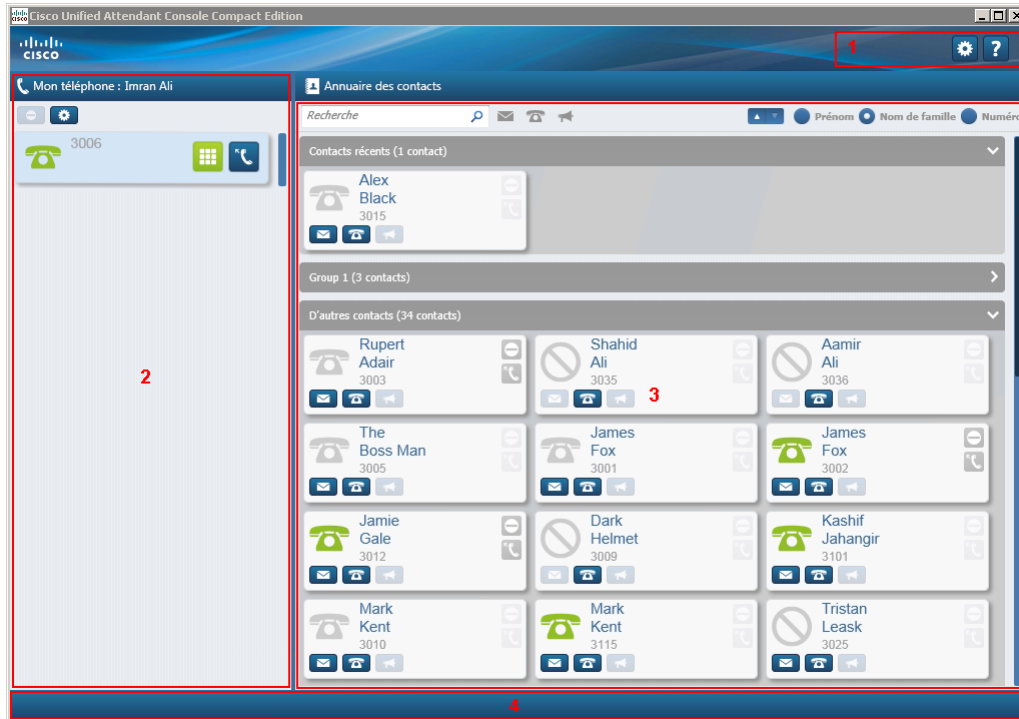 Cisco Unified Attendant Console Compact Edition
CISCO
1
?
Mon téléphone : Imran Ali
Annuaire des contacts
Recherche
Prénom
Nom de famille
Numéro
3006
Contacts récents (1 contact)
Alex
Black
3015
Group 1 (3 contacts)
D'autres contacts (34 contacts)
Rupert
Adair
3003
Shahid
Ali
3035
Aamir
Ali
3036
2
3
The
Boss Man
3005
James
Fox
3001
James
Fox
3002
Jamie
Gale
3012
Dark
Helmet
3009
Kashif
Jahangir
3101
Mark
Kent
3010
Mark
Kent
3115
Tristan
Leask
3025
4